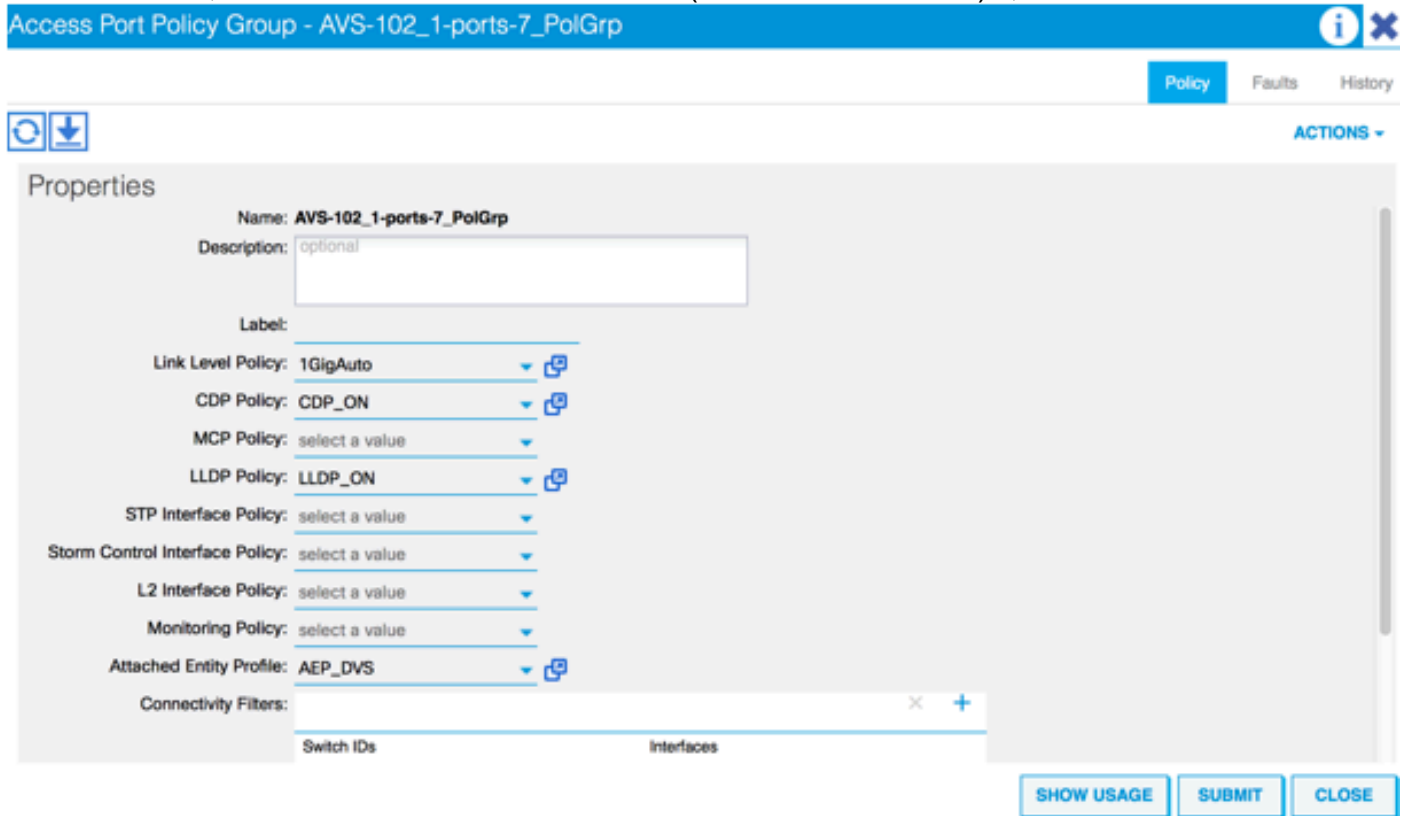 Access Port Policy Group - AVS-102_1-ports-7_PolGrp
Policy Faults History
ACTIONS
Properties
Name: AVS-102_1-ports-7_PolGrp
Description: optional
Label:
Link Level Policy: 1GigAuto
CDP Policy: CDP_ON
MCP Policy: select a value
LLDP Policy: LLDP_ON
STP Interface Policy: select a value
Storm Control Interface Policy: select a value
L2 Interface Policy: select a value
Monitoring Policy: select a value
Attached Entity Profile: AEP_DVS
Connectivity Filters:
Switch IDs Interfaces
SHOW USAGE SUBMIT CLOSE